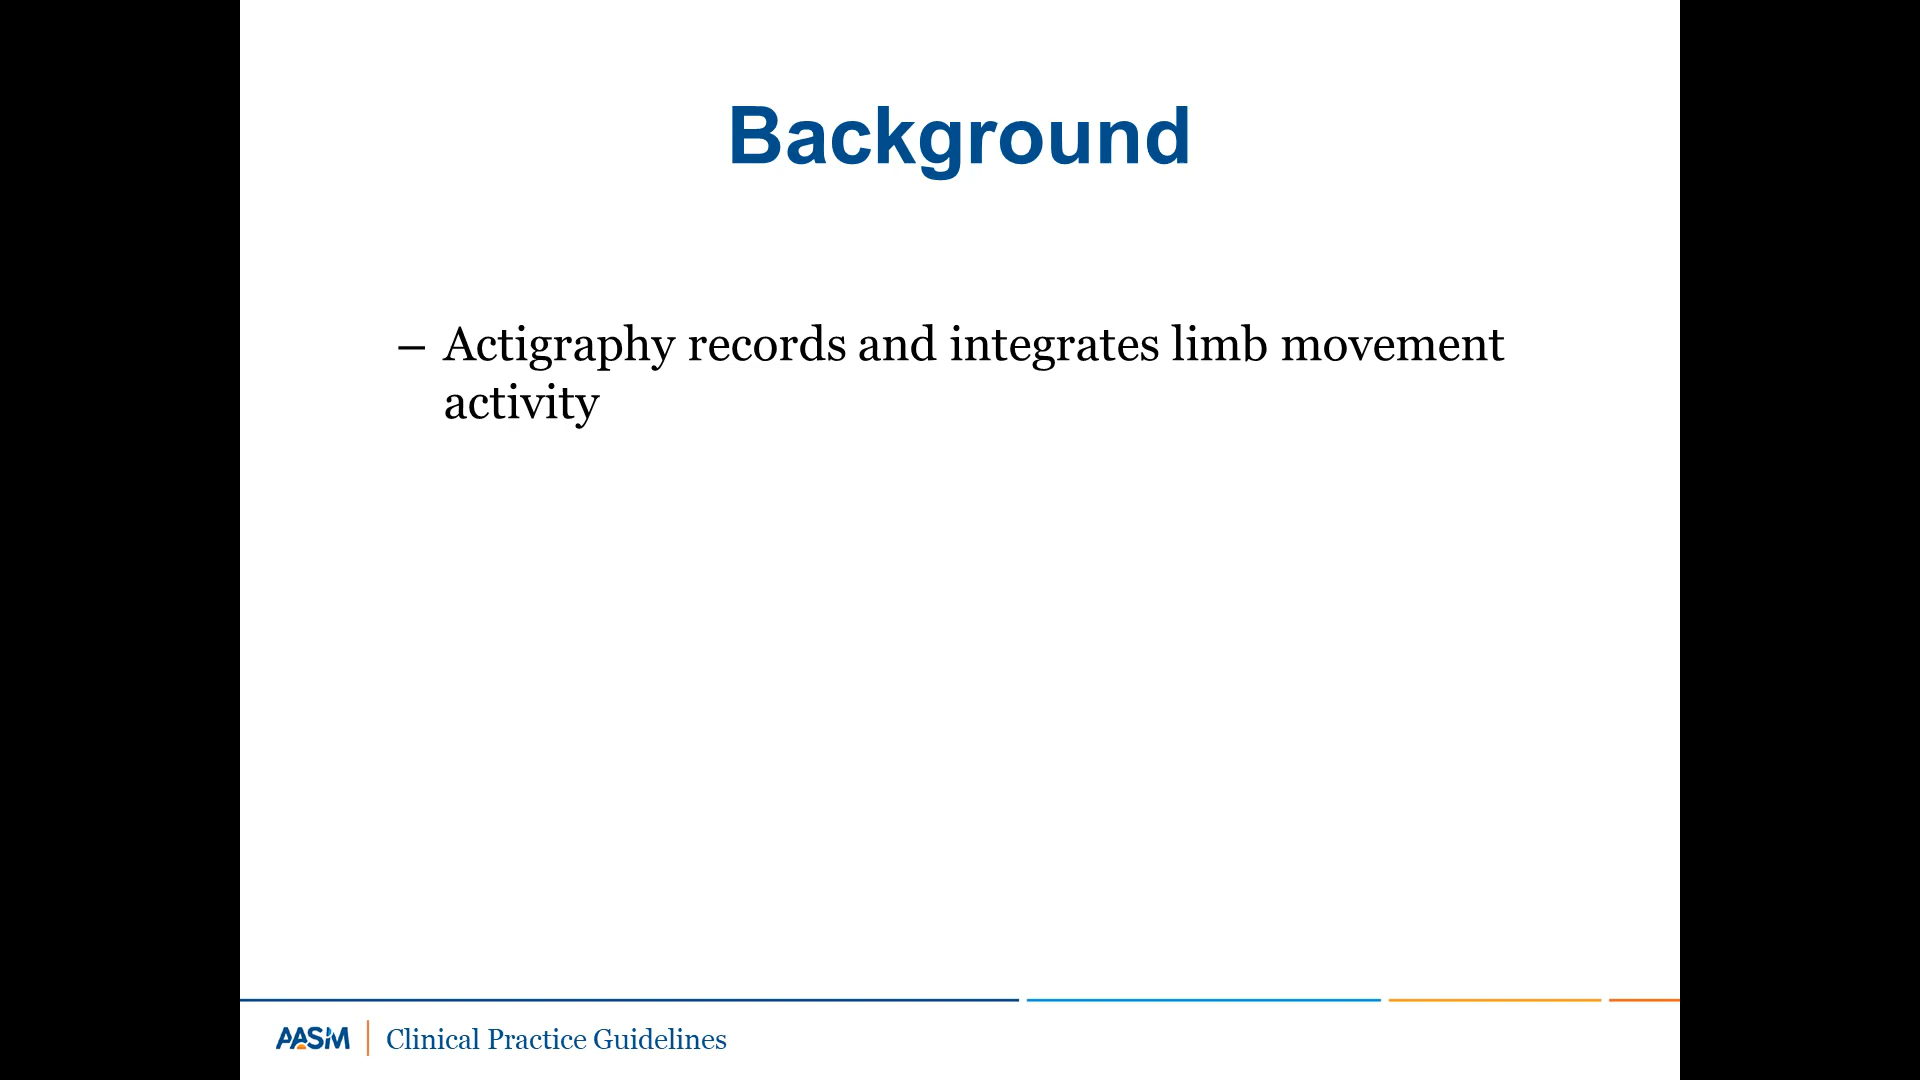 Background
– Actigraphy records and integrates limb movement
activity
AASM | Clinical Practice Guidelines